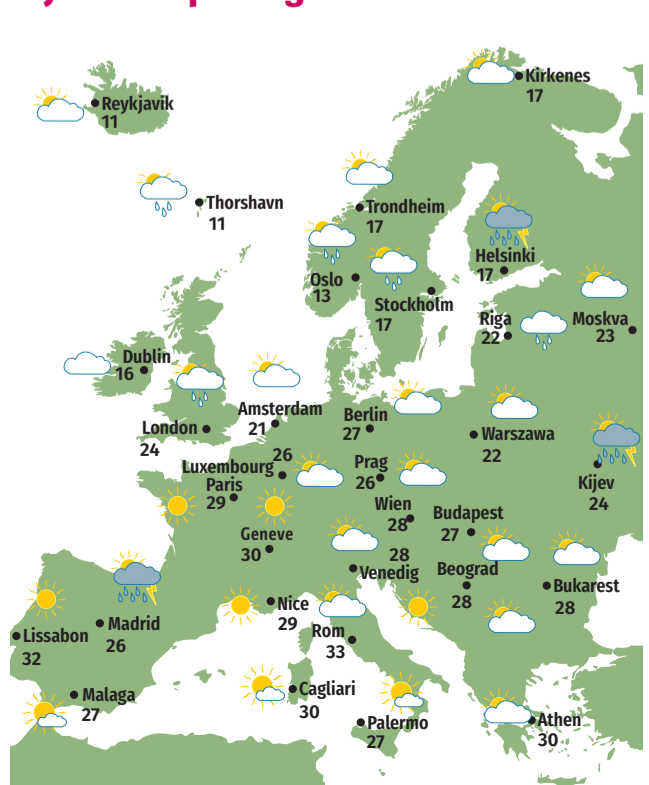 Kirkenes
17
Reykjavik
11
Thorshavn
11
Trondheim
17
Helsinki
17
Oslo
13
Stockholm
17
Riga
22
Moskva
23
Dublin
16
Amsterdam
21
Berlin
27
London
24
Warszawa
22
26
Luxembourg
Prag
26
Paris
29
Kijev
24
Wien
28
Budapest
27
Geneve
30
28
Venedig
Beograd
28
Bukarest
28
Nice
29
Madrid
26
Rom
33
Lissabon
32
Cagliari
30
Malaga
27
Palermo
27
Athen
30